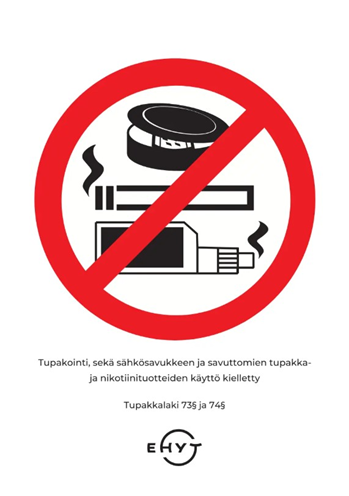 Tupakointi, sekä sähkösavukkeen ja savuttomien tupakka-
ja nikotiinituotteiden käyttö kielletty
Tupakkalaki 73§ ja 74§
EHYT